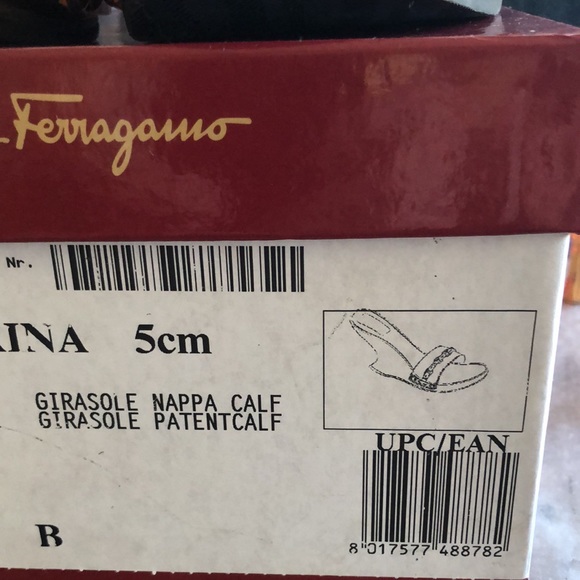 Ferragamo
Nr.
AINA 5cm
GIRASOLE NAPPA CALF
GIRASOLE PATENTCALF
UPC/EAN
B
8 017577 488782